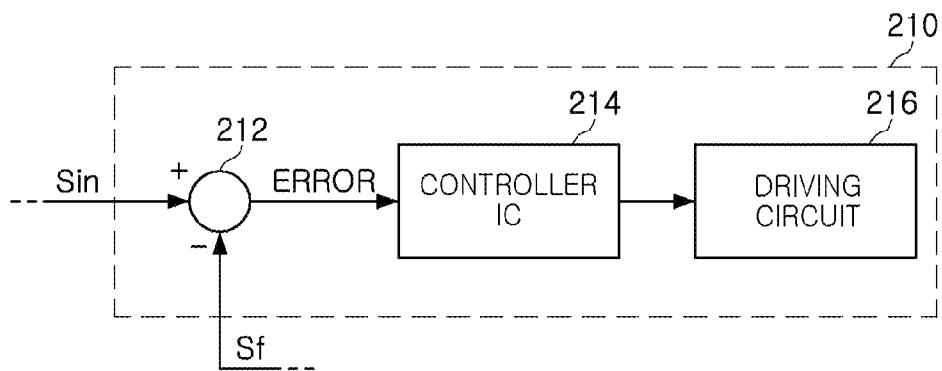 210
212
214
216
Sin
+
ERROR
CONTROLLER
IC
DRIVING
CIRCUIT
−
Sf